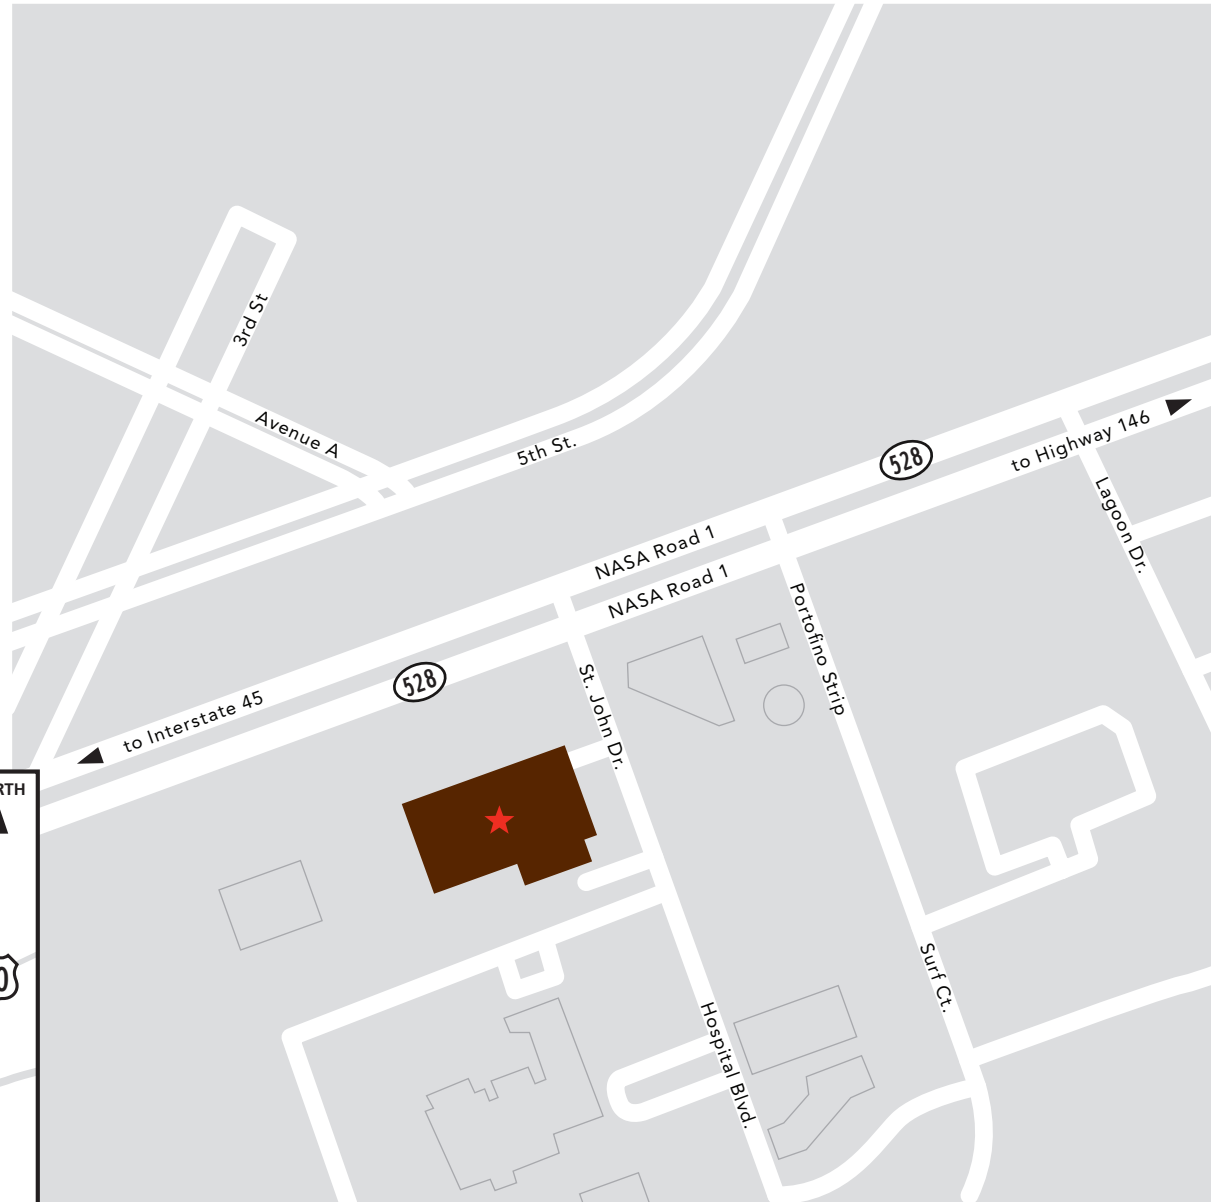 3rd St
Avenue A
5th St.
528
to Highway 146
NASA Road 1
NASA Road 1
Lagoon Dr.
Portofino Strip
St. John Dr.
528
to Interstate 45
Surf Ct.
Hospital Blvd.